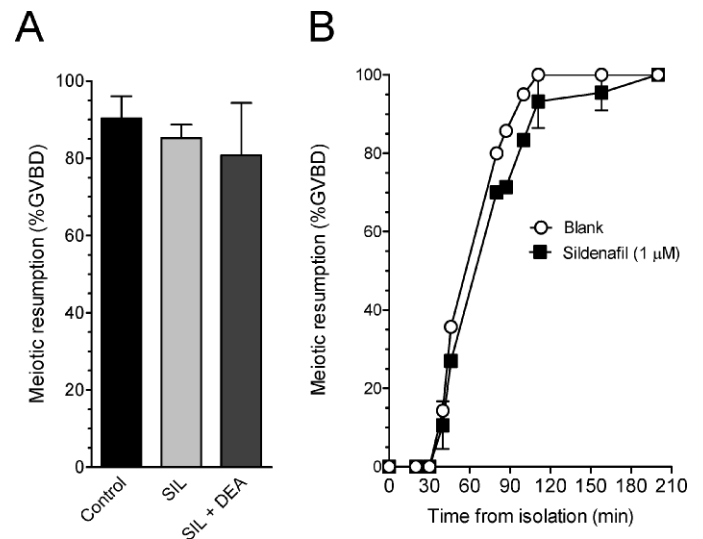 A
Meiotic resumption (%GVBD)
100
80
60
40
20
0
Control
SIL
SIL + DEA
B
Meiotic resumption (%GVBD)
100
80
60
40
20
0
Blank
Sildenafil (1 μM)
0 30 60 90 120 150 180 210
Time from isolation (min)